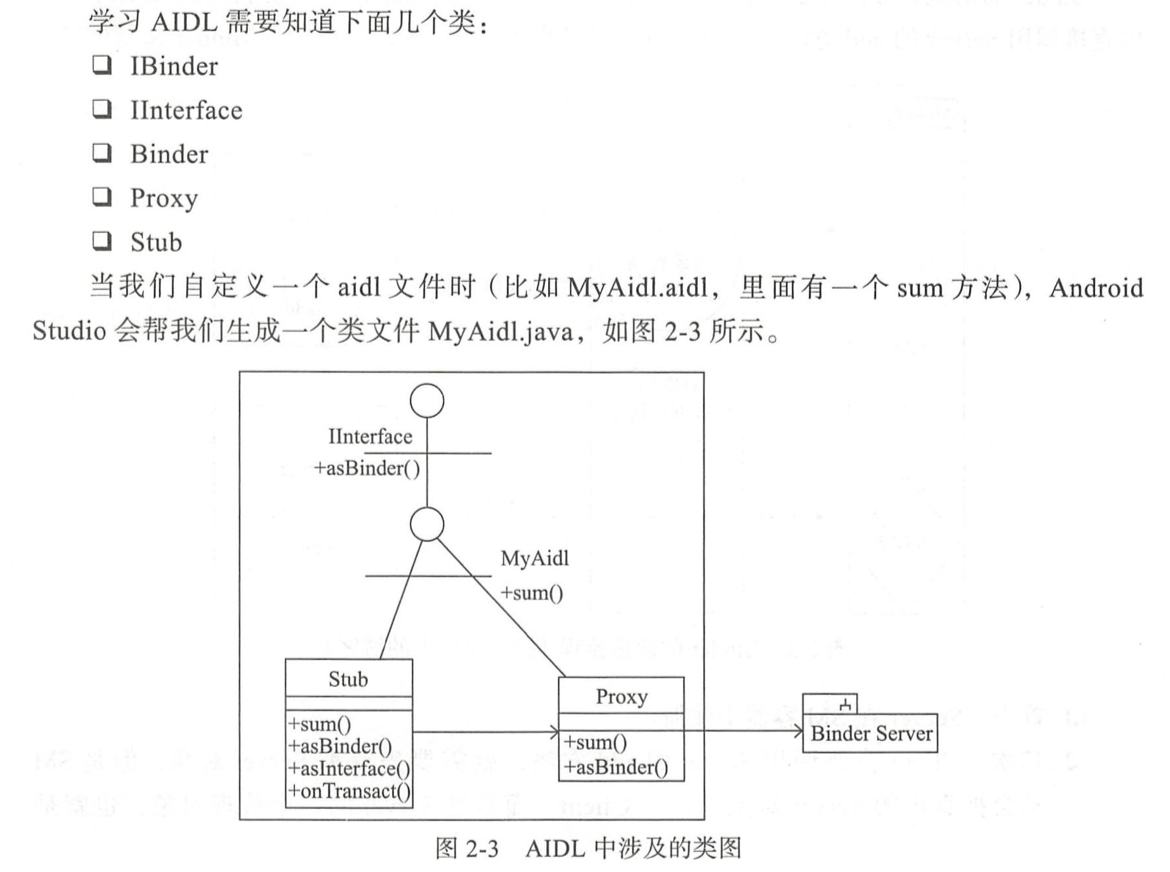 学习 AIDL 需要知道下面几个类：
❑ IBinder
❑ IInterface
❑ Binder
❑ Proxy
❑ Stub
当我们自定义一个 aidl 文件时（比如 MyAidl.aidl，里面有一个 sum 方法），Android
Studio 会帮我们生成一个类文件 MyAidl.java，如图 2-3 所示。
IInterface
+asBinder()
MyAidl
+sum()
Stub
+sum()
+asBinder()
+asInterface()
+onTransact()
Proxy
+sum()
+asBinder()
Binder Server
图 2-3 AIDL 中涉及的类图